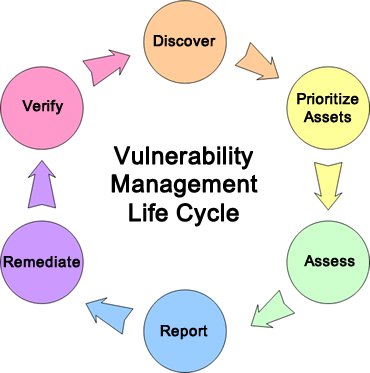 Discover
Prioritize
Assets
Assess
Report
Remediate
Verify
Vulnerability
Management
Life Cycle